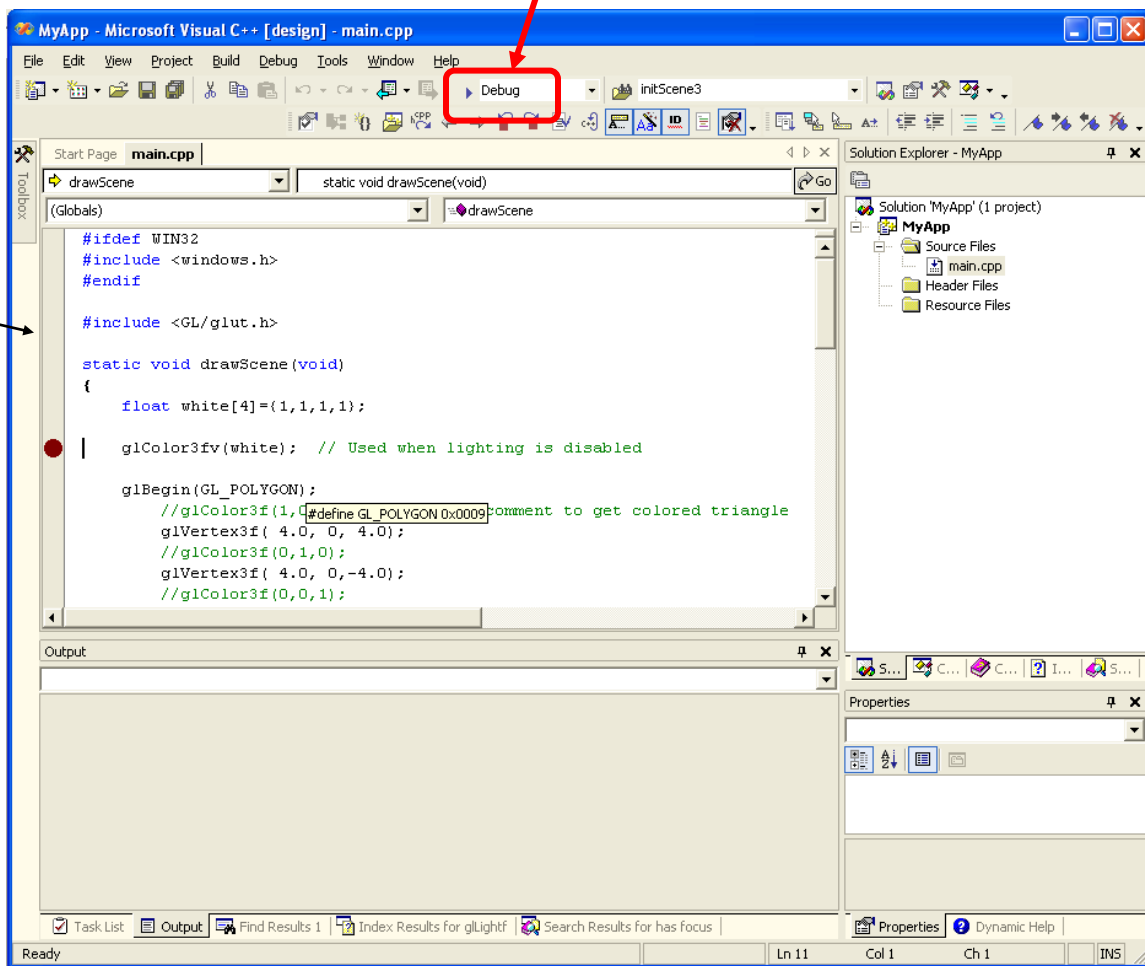 MyApp - Microsoft Visual C++ [design] - main.cpp
File Edit View Project Build Debug Tools Window Help
Debug initScene3
Start Page main.cpp
Solution Explorer - MyApp
Toolbox
drawScene static void drawScene(void) Go
(Globals) drawScene
Solution 'MyApp' (1 project)
MyApp
Source Files
main.cpp
Header Files
Resource Files
#ifdef WIN32
#include <windows.h>
#endif
#include <GL/glut.h>
static void drawScene(void)
{
float white[4]={1,1,1,1};
glColor3fv(white); // Used when lighting is disabled
glBegin(GL_POLYGON);
//glColor3f(1, #define GL_POLYGON 0x0009 comment to get colored triangle
glVertex3f( 4.0, 0, 4.0);
//glColor3f(0,1,0);
glVertex3f( 4.0, 0,-4.0);
//glColor3f(0,0,1);
Output
S... C... C... I... S...
Properties
Task List Output Find Results 1 Index Results for glLightf Search Results for has focus
Properties Dynamic Help
Ready Ln 11 Col 1 Ch 1 INS